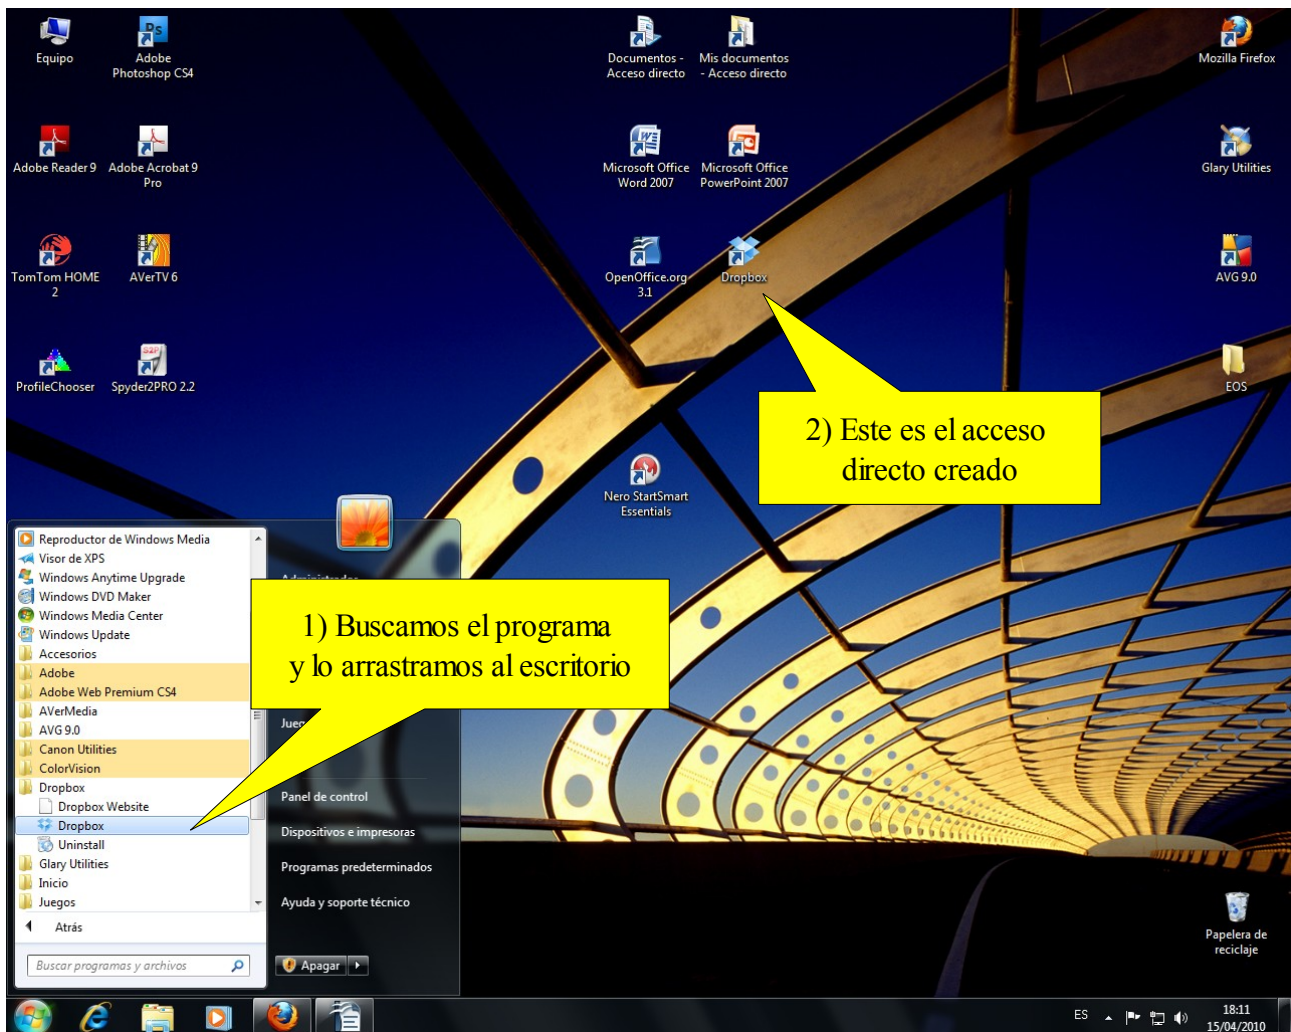 Equipo
Adobe
Photoshop CS4
Documentos -
Acceso directo
Mis documentos
- Acceso directo
Mozilla Firefox
Adobe Reader 9
Adobe Acrobat 9
Pro
Microsoft Office
Word 2007
Microsoft Office
PowerPoint 2007
Glary Utilities
TomTom HOME
2
AVerTV 6
OpenOffice.org
3.1
Dropbox
AVG 9.0
ProfileChooser
Spyder2PRO 2.2
EOS
2) Este es el acceso
directo creado
Nero StartSmart
Essentials
Reproductor de Windows Media
Visor de XPS
Windows Anytime Upgrade
Windows DVD Maker
Windows Media Center
Windows Update
Accesorios
Adobe
Adobe Web Premium CS4
AVerMedia
AVG 9.0
Canon Utilities
ColorVision
Dropbox
Dropbox Website
Dropbox
Uninstall
Glary Utilities
Inicio
Juegos
Atrás
Buscar programas y archivos
1) Buscamos el programa
y lo arrastramos al escritorio
Panel de control
Dispositivos e impresoras
Programas predeterminados
Ayuda y soporte técnico
Apagar
Papelera de
reciclaje
ES
18:11
15/04/2010